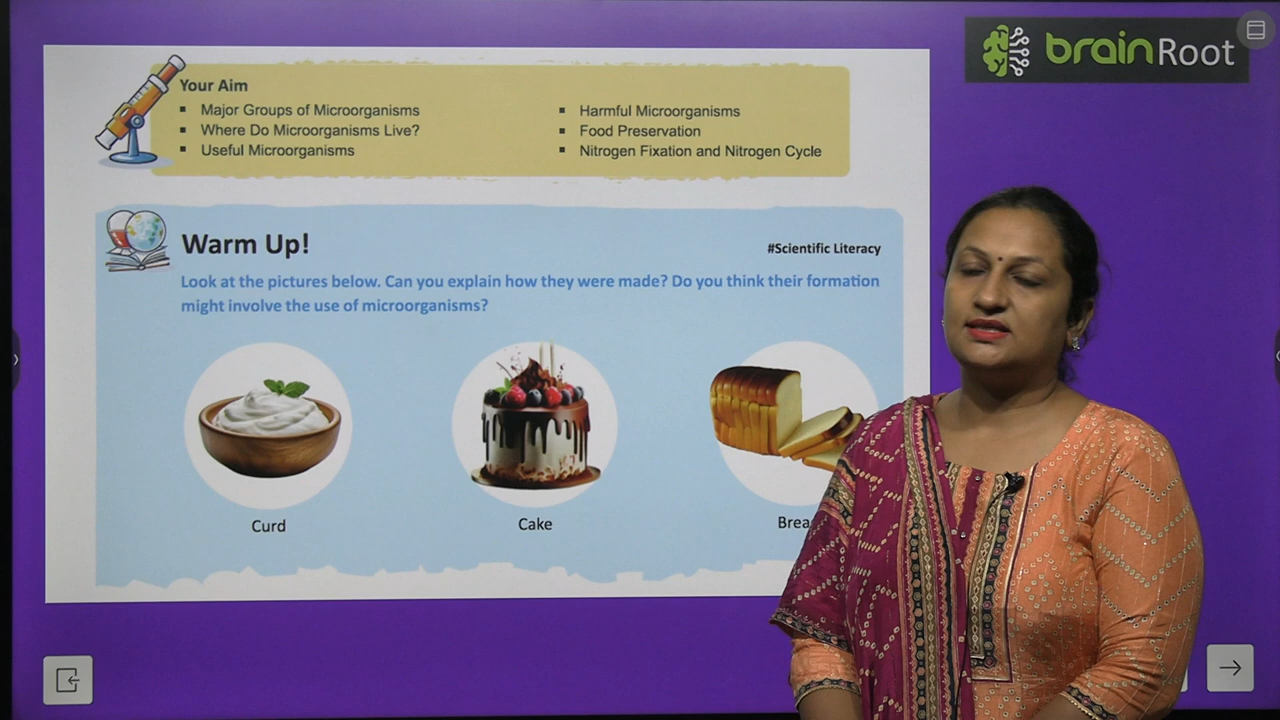 brainRoot
Your Aim
▪ Major Groups of Microorganisms
▪ Where Do Microorganisms Live?
▪ Useful Microorganisms
▪ Harmful Microorganisms
▪ Food Preservation
▪ Nitrogen Fixation and Nitrogen Cycle
Warm Up!
#Scientific Literacy
Look at the pictures below. Can you explain how they were made? Do you think their formation
might involve the use of microorganisms?
Curd
Cake